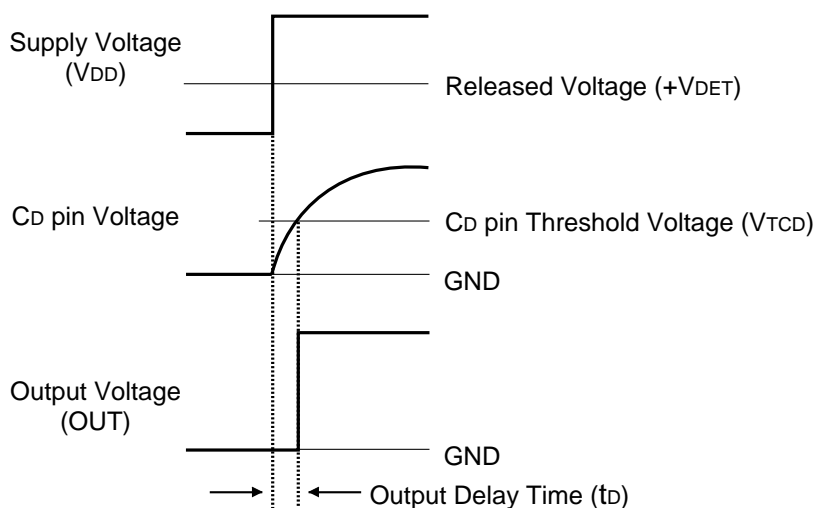 Supply Voltage
(VDD)
Released Voltage (+VDET)
CD pin Voltage
CD pin Threshold Voltage (VTCD)
GND
Output Voltage
(OUT)
GND
Output Delay Time (tD)